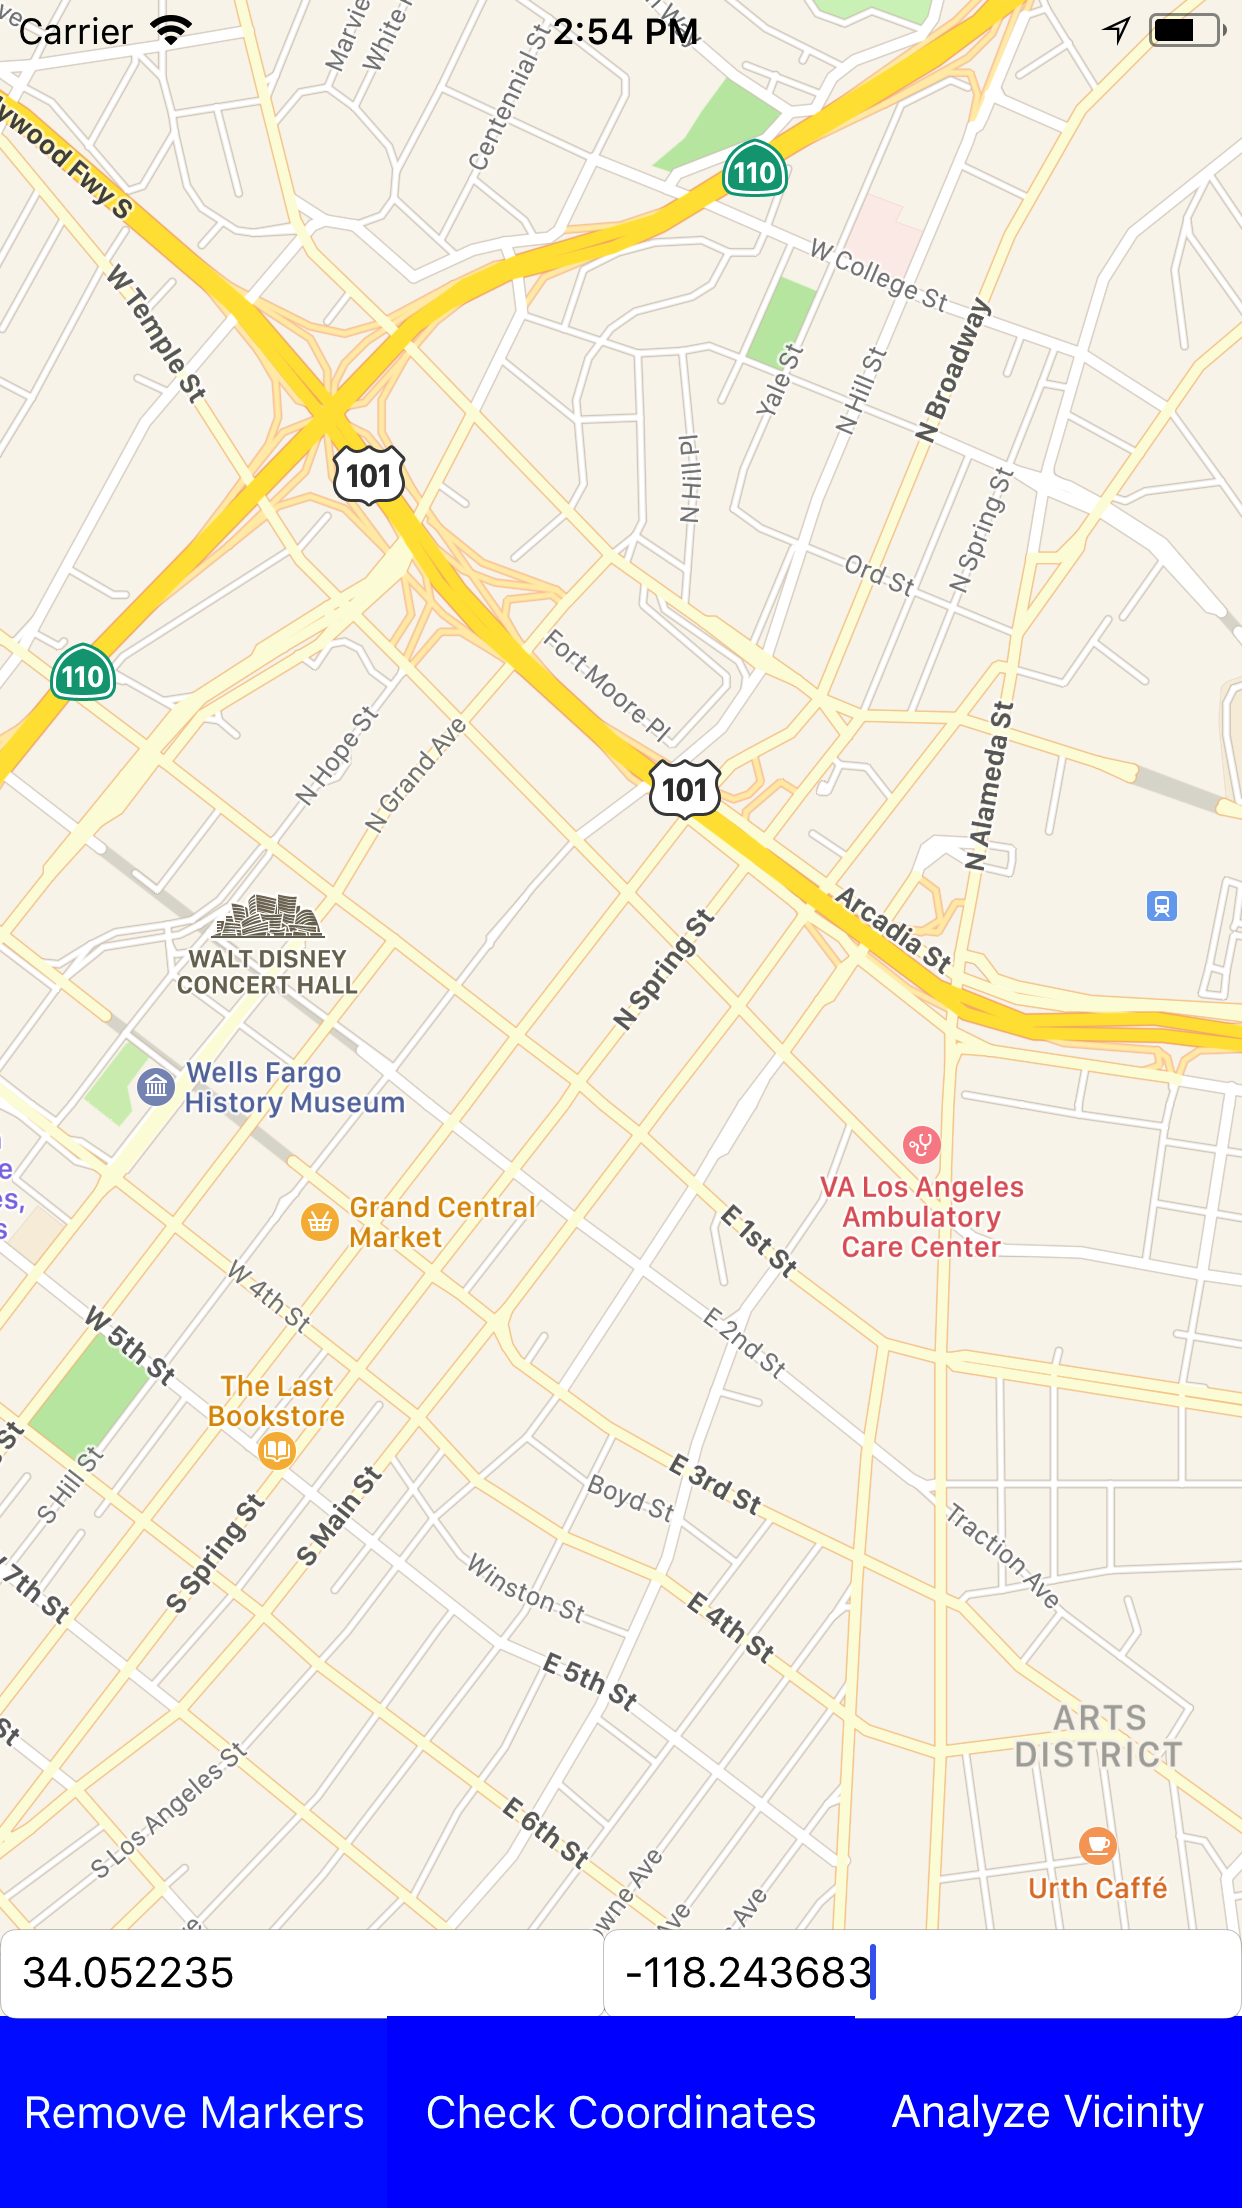 Carrier
2:54 PM
Centennial St
110
W College St
W Temple St
Yale St
N Hill St
N Broadway
101
N Hill Pl
N Spring St
Ord St
110
Fort Moore Pl
N Hope St
N Grand Ave
N Alameda St
101
Arcadia St
WALT DISNEY
CONCERT HALL
N Spring St
Wells Fargo
History Museum
VA Los Angeles
Ambulatory
Care Center
Grand Central
Market
E 1st St
W 4th St
W 5th St
E 2nd St
The Last
Bookstore
S Hill St
E 3rd St
Boyd St
S Spring St
S Main St
Traction Ave
7th St
Winston St
E 4th St
E 5th St
ARTS
DISTRICT
S Los Angeles St
E 6th St
Urth Caffé
34.052235
-118.243683
Remove Markers
Check Coordinates
Analyze Vicinity